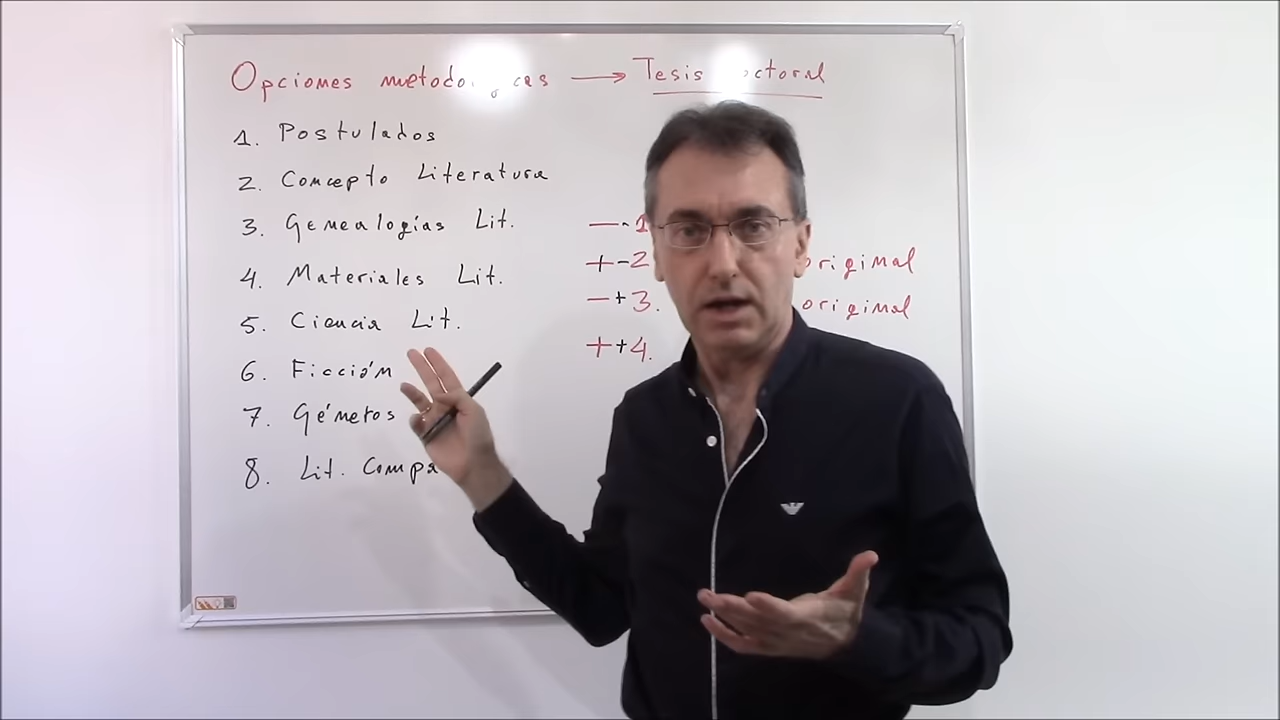 Opciones → Tesis
1. Postulados
2. Concepto Literatura
3. Genealogías Lit.
4. Materiales Lit.
5. Ciencia Lit.
6. Ficción
7. Géneros
8. Lit.
— - 1
+ - 2 original
— + 3. original
+ + 4.